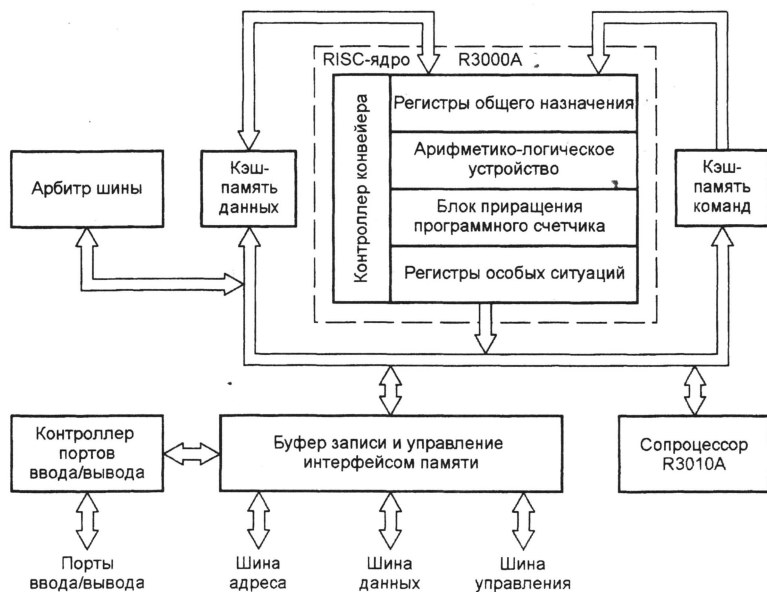 RISC-ядро R3000A
Контроллер конвейера
Регистры общего назначения
Арифметико-логическое
устройство
Блок приращения
программного счетчика
Регистры особых ситуаций
Арбитр шины
Кэш-
память
данных
Кэш-
память
команд
Контроллер
портов
ввода/вывода
Буфер записи и управление
интерфейсом памяти
Сопроцессор
R3010A
Порты
ввода/вывода
Шина
адреса
Шина
данных
Шина
управления